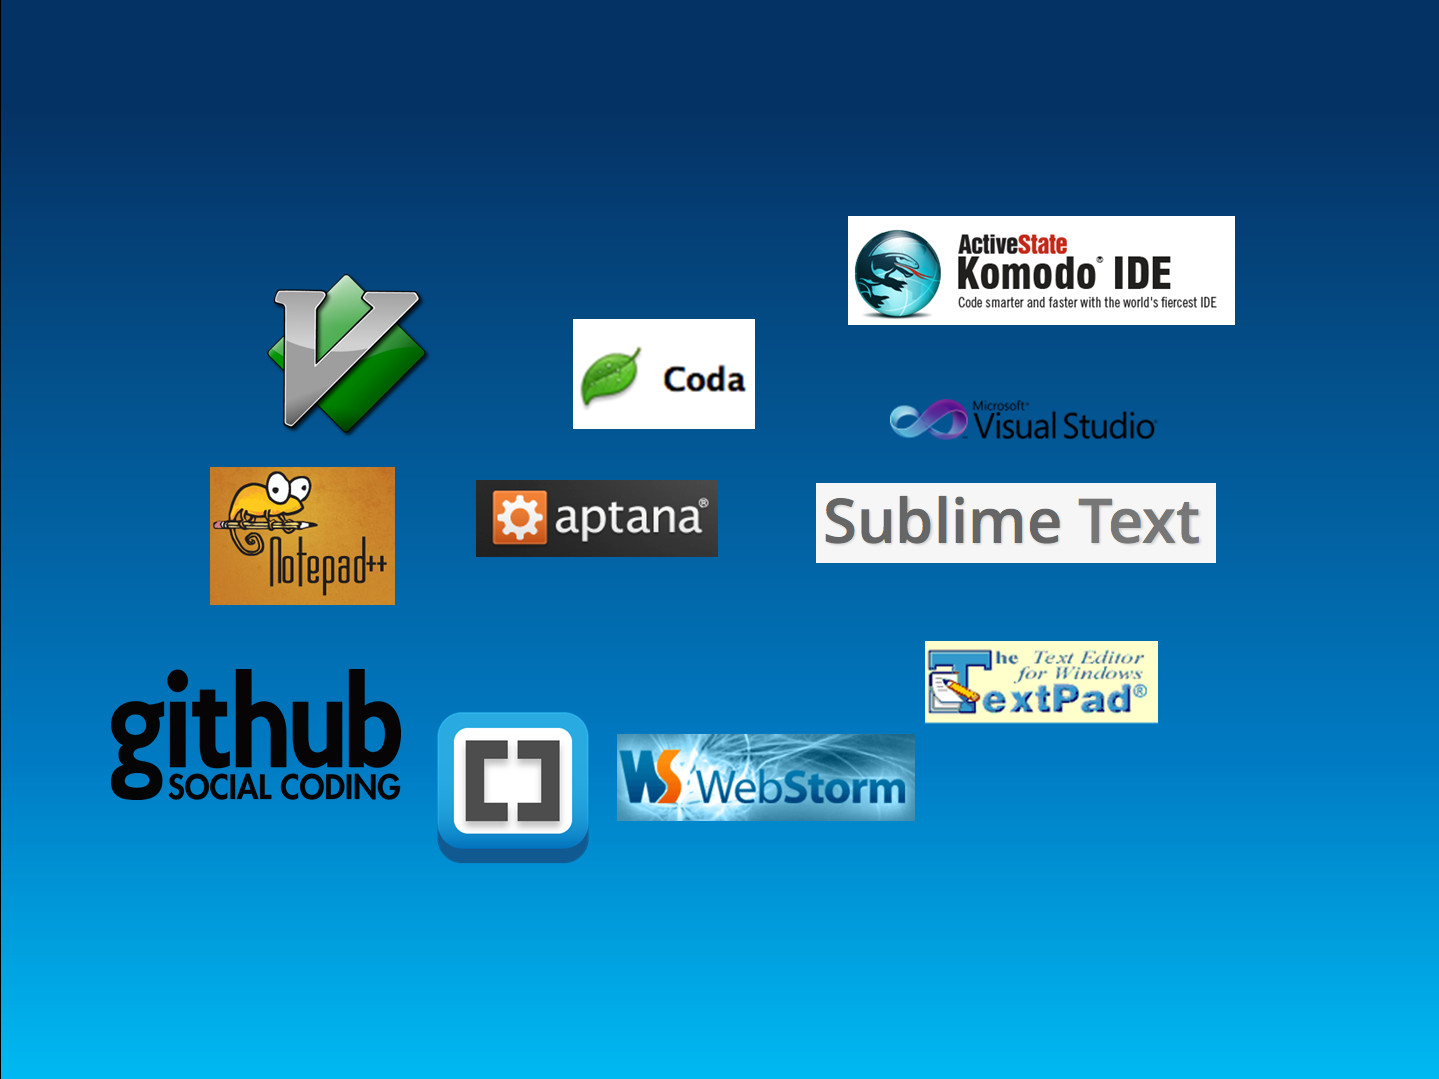 ActiveState
Komodo® IDE
Code smarter and faster with the world's fiercest IDE
V
Coda
Microsoft®
Visual Studio®
Notepad++
aptana®
Sublime Text
The Text Editor
for Windows
TextPad®
github
SOCIAL CODING
[ ]
WS WebStorm